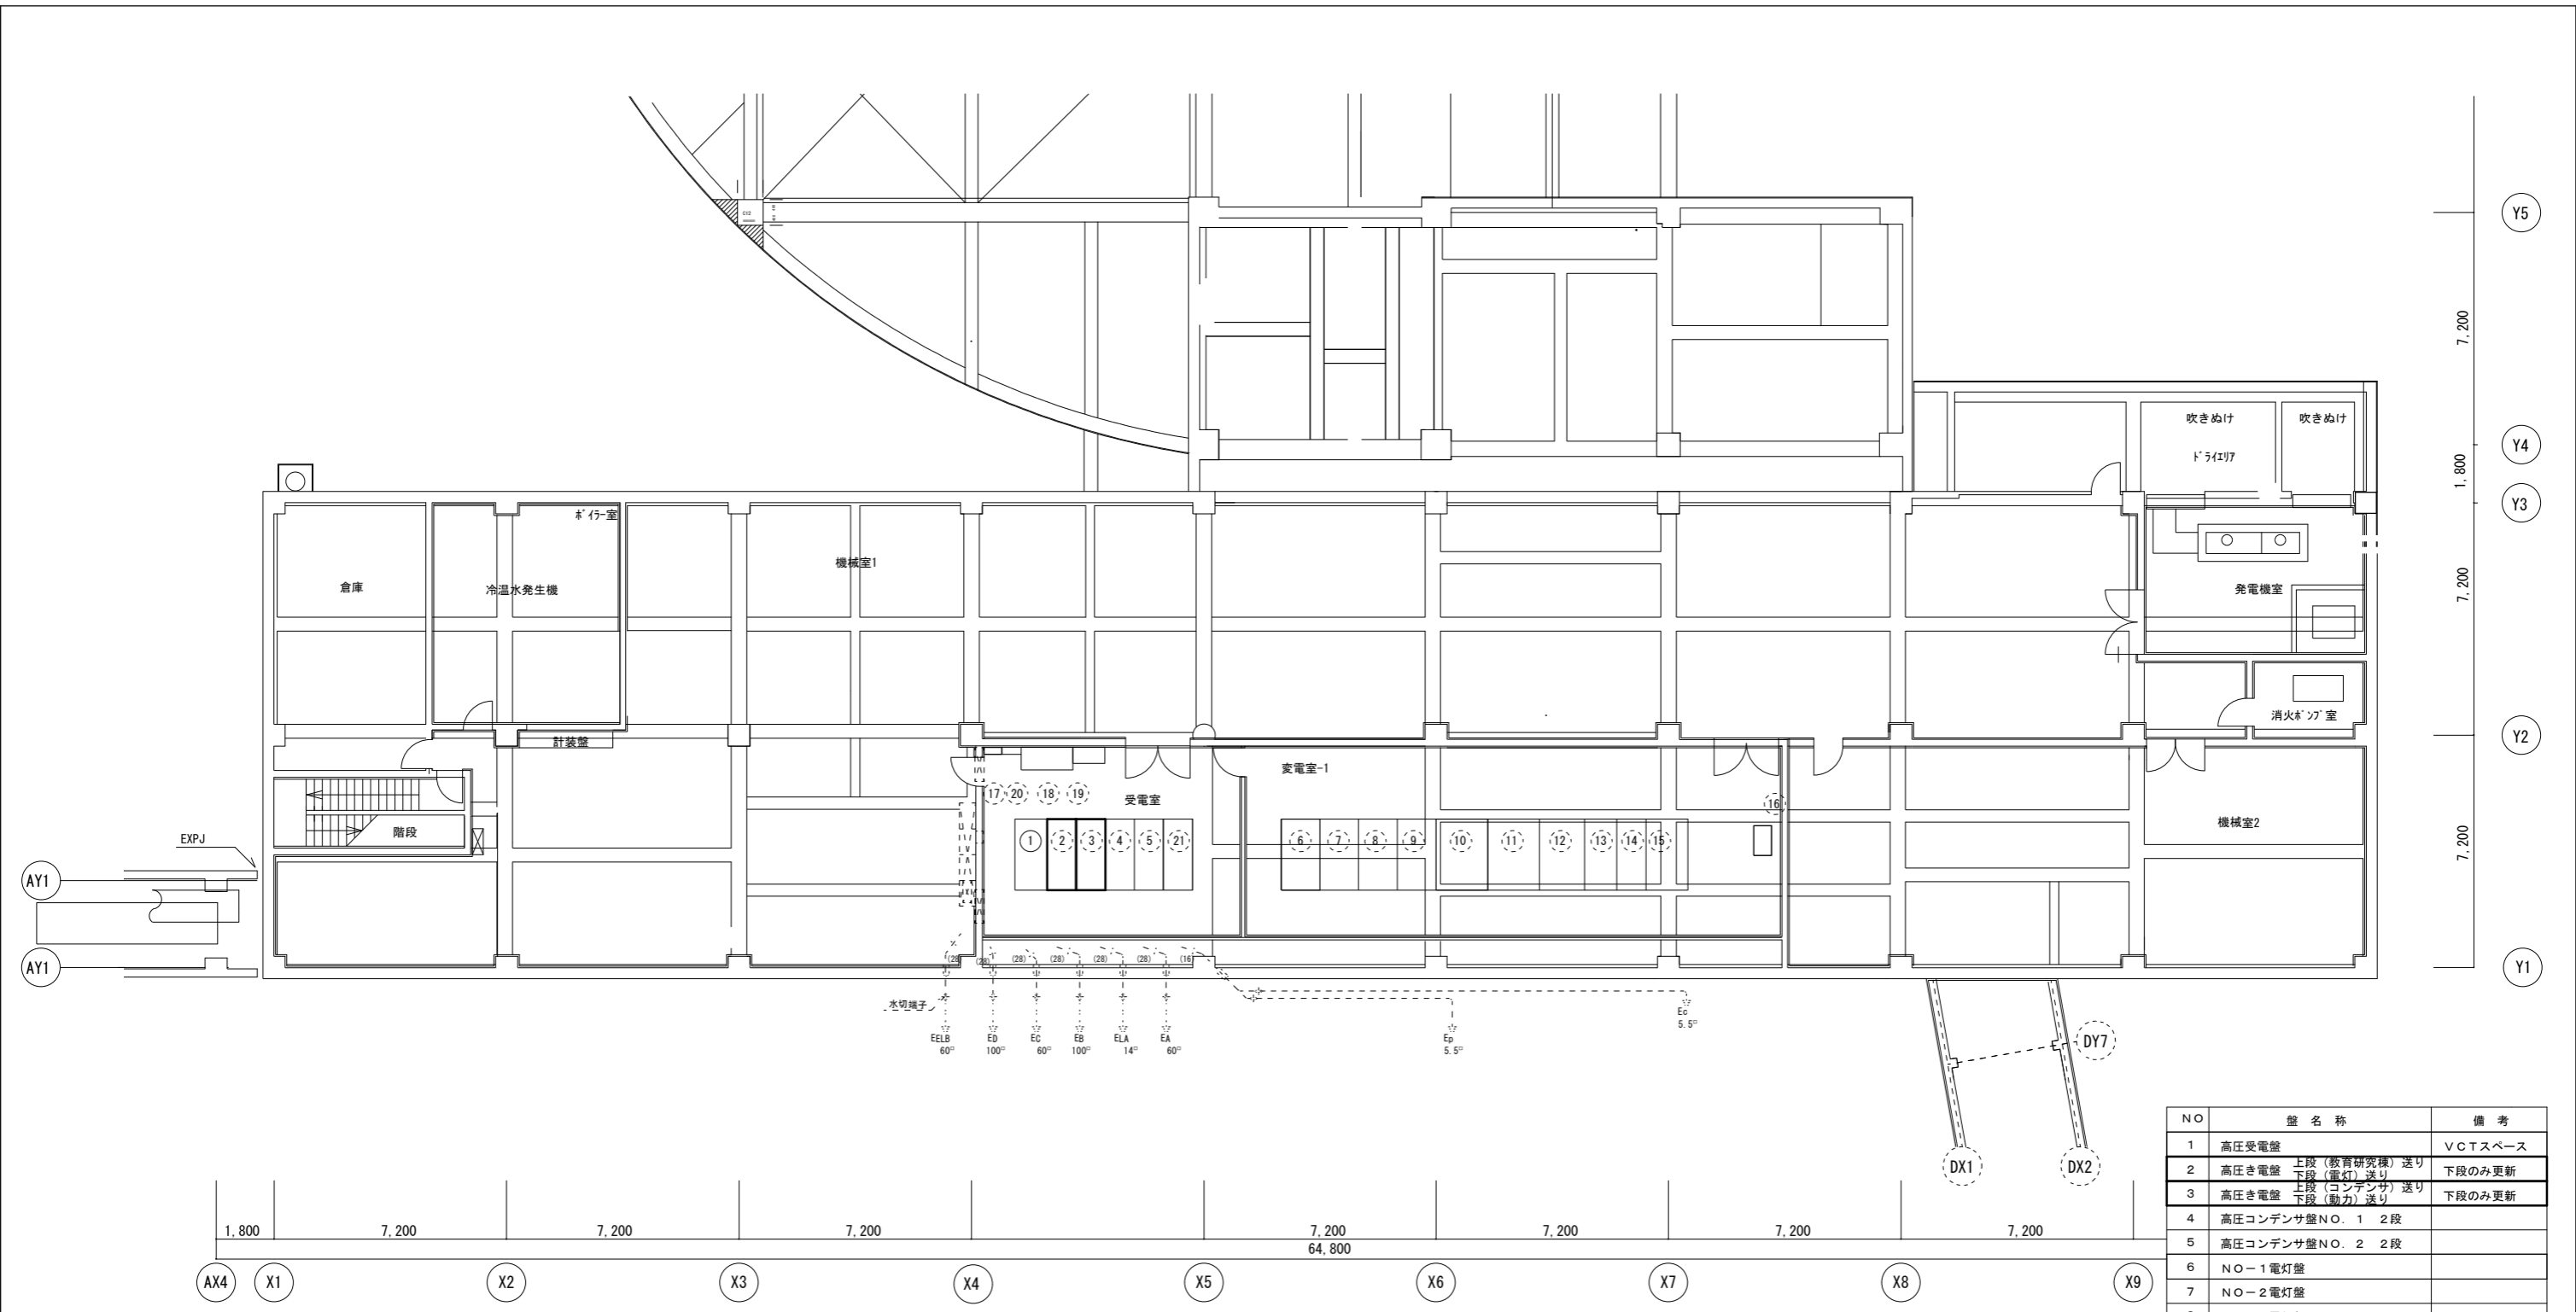 Y5
7,200
吹きぬけ 吹きぬけ
ドライエリア
Y4
1,800
Y3
ボイラー室
機械室1
倉庫
冷温水発生機
発電機室
7,200
消火ポンプ室
計装盤
Y2
変電室-1
受電室
17 20 18 19
16
階段
機械室2
EXPJ
1 2 3 4 5 21
6 7 8 9 10 11 12 13 14 15
7,200
AY1
AY1
Y1
(28) (28) (28) (28) (28) (28) (16)
水切端子
EELB
60□
ED
100□
EC
60□
EB
100□
ELA
14□
EA
60□
Ep
5.5□
Ec
5.5□
DY7
DX1
DX2
NO 盤名称 備考
1 高圧受電盤 VCTスペース
2 高圧き電盤 上段(教育研究棟)送り
下段(電灯)送り 下段のみ更新
3 高圧き電盤 上段(コンデンサ)送り
下段(動力)送り 下段のみ更新
4 高圧コンデンサ盤NO.1 2段
5 高圧コンデンサ盤NO.2 2段
6 NO-1電灯盤
7 NO-2電灯盤
1,800 7,200 7,200 7,200 7,200 7,200 7,200 7,200
64,800
AX4 X1 X2 X3 X4 X5 X6 X7 X8 X9